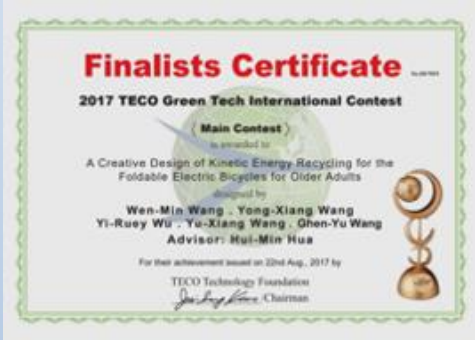 Finalists Certificate
2017 TECO Green Tech International Contest
( Main Contest )
is awarded to
A Creative Design of Kinetic Energy Recycling for the
Foldable Electric Bicycles for Older Adults
designed by
Wen-Min Wang . Yong-Xiang Wang
Yi-Ruey Wu . Yu-Xiang Wang . Ghen-Yu Wang
Advisor: Hui-Min Hua
For their achievement issued on 22nd Aug., 2017 by
TECO Technology Foundation
Chairman